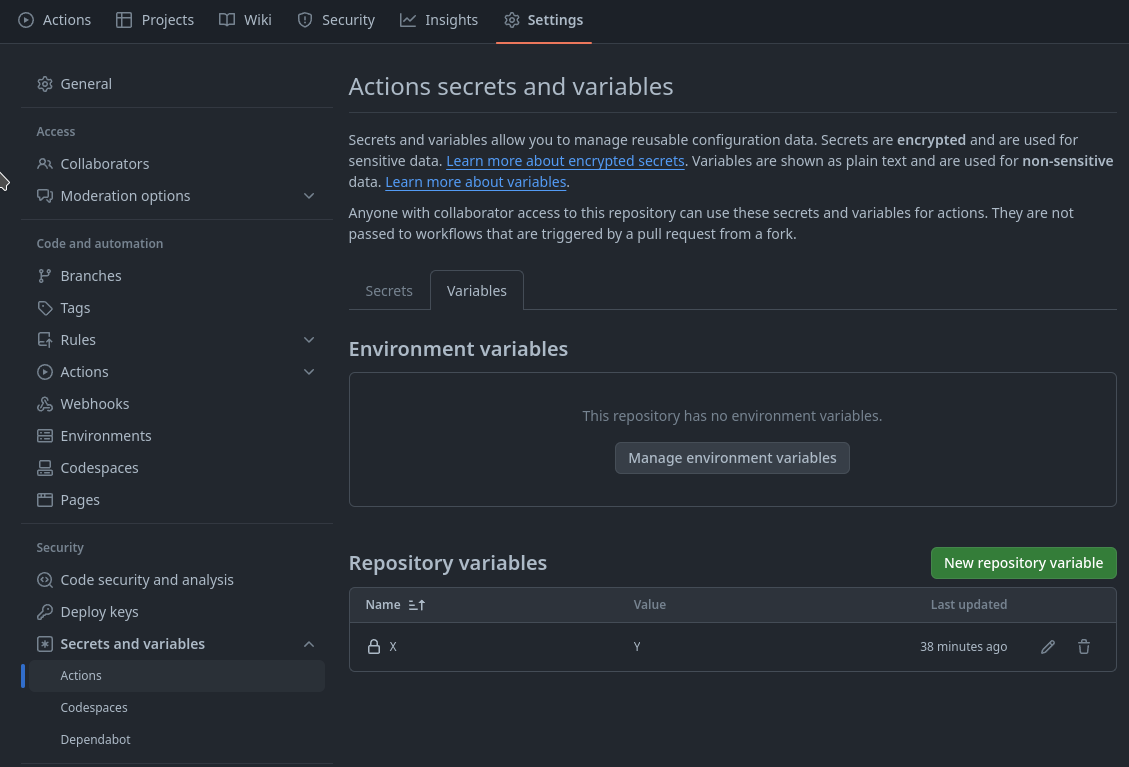 Actions Projects Wiki Security Insights Settings
General
Access
Collaborators
Moderation options
Code and automation
Branches
Tags
Rules
Actions
Webhooks
Environments
Codespaces
Pages
Security
Code security and analysis
Deploy keys
Secrets and variables
Actions
Codespaces
Dependabot
Actions secrets and variables
Secrets and variables allow you to manage reusable configuration data. Secrets are encrypted and are used for
sensitive data. Learn more about encrypted secrets. Variables are shown as plain text and are used for non-sensitive
data. Learn more about variables.
Anyone with collaborator access to this repository can use these secrets and variables for actions. They are not
passed to workflows that are triggered by a pull request from a fork.
Secrets Variables
Environment variables
This repository has no environment variables.
Manage environment variables
Repository variables New repository variable
Name Value Last updated
X Y 38 minutes ago